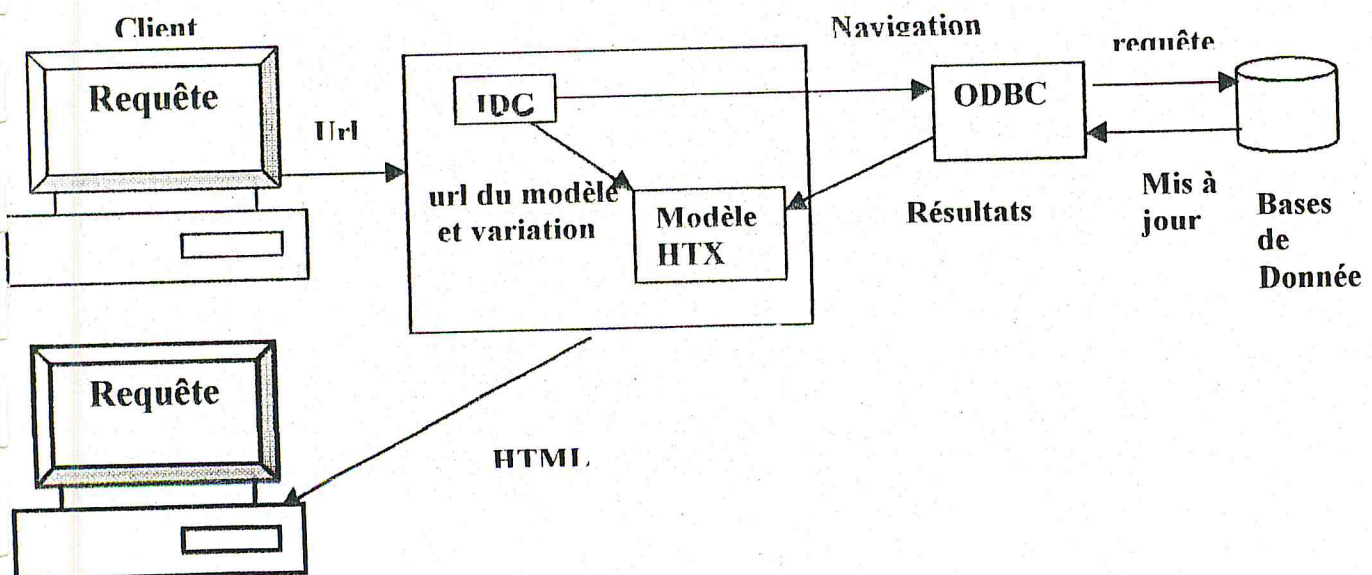 Client
Navigation
requête
Requête
IDC
ODBC
Url
url du modèle
et variation
Modèle
HTX
Résultats
Mis à
jour
Bases
de
Donnée
Requête
HTML